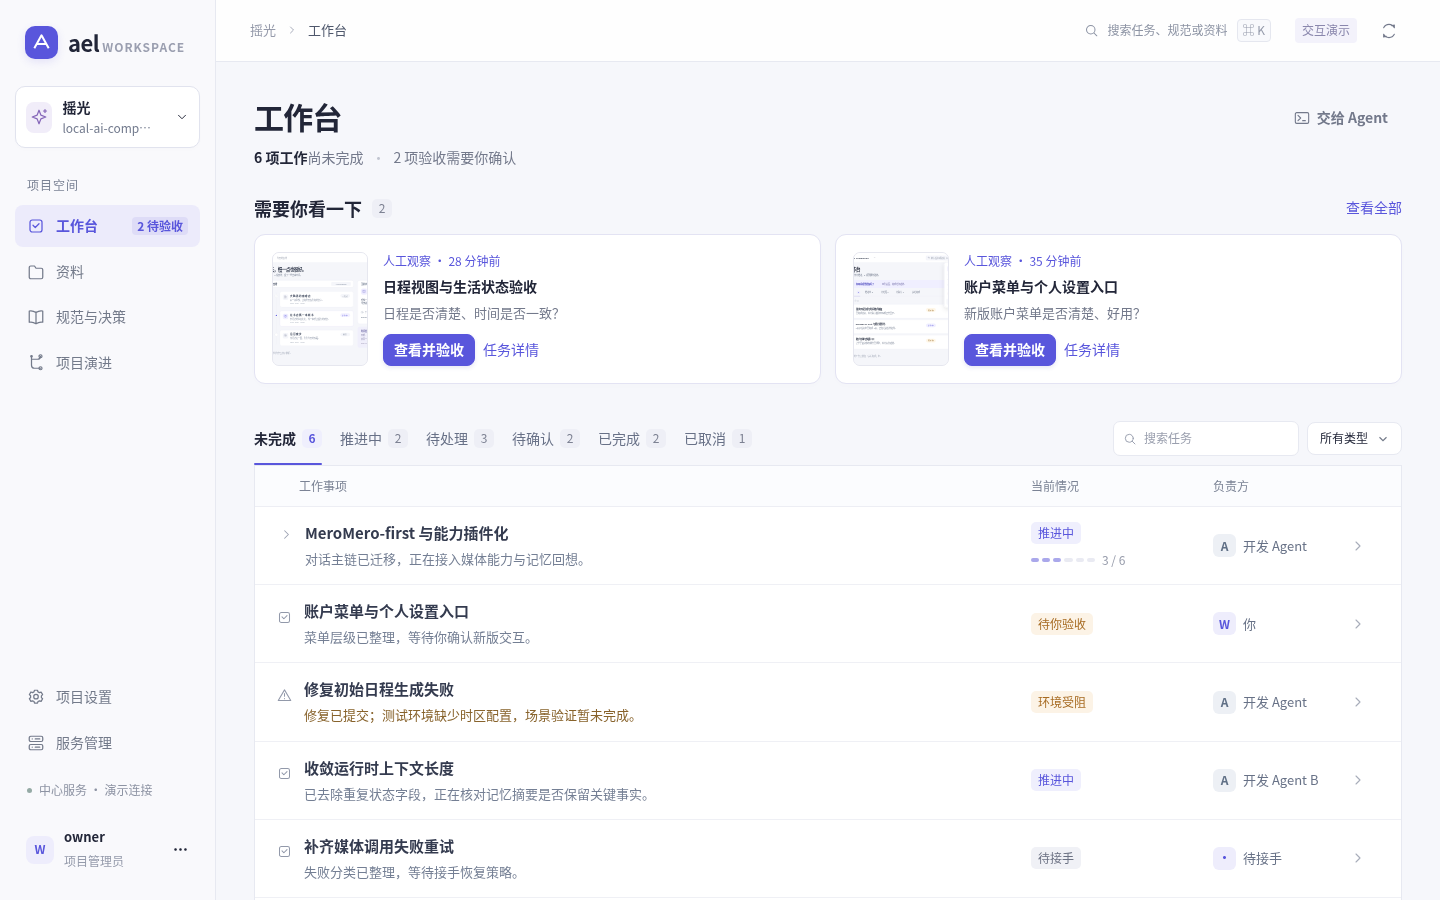 ael WORKSPACE
摇光
local-ai-comp···
项目空间
工作台
2 待验收
资料
规范与决策
项目演进
项目设置
服务管理
中心服务 · 演示连接
W
owner
项目管理员
摇光 > 工作台
搜索任务、规范或资料
⌘ K
交互演示
工作台
交给 Agent
6 项工作尚未完成 · 2 项验收需要你确认
需要你看一下 2
查看全部
人工观察 · 28 分钟前
日程视图与生活状态验收
日程是否清楚、时间是否一致？
查看并验收 任务详情
人工观察 · 35 分钟前
账户菜单与个人设置入口
新版账户菜单是否清楚、好用？
查看并验收 任务详情
未完成 6 推进中 2 待处理 3 待确认 2 已完成 2 已取消 1
搜索任务
所有类型
工作事项 当前情况 负责方
MeroMero-first 与能力插件化
对话主链已迁移，正在接入媒体能力与记忆回想。
推进中
3 / 6
A 开发 Agent
账户菜单与个人设置入口
菜单层级已整理，等待你确认新版交互。
待你验收
W 你
修复初始日程生成失败
修复已提交；测试环境缺少时区配置，场景验证暂未完成。
环境受阻
A 开发 Agent
收敛运行时上下文长度
已去除重复状态字段，正在核对记忆摘要是否保留关键事实。
推进中
A 开发 Agent B
补齐媒体调用失败重试
失败分类已整理，等待接手恢复策略。
待接手
· 待接手